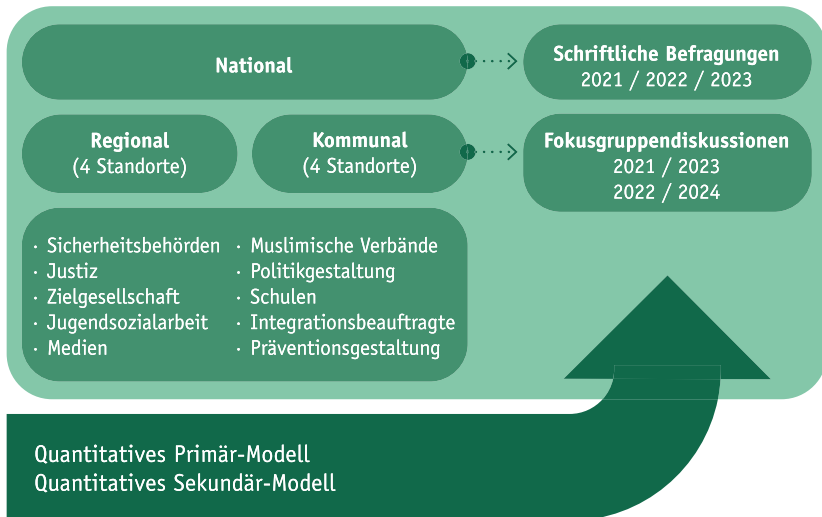 National
Schriftliche Befragungen
2021 / 2022 / 2023
Regional
(4 Standorte)
Kommunal
(4 Standorte)
Fokusgruppendiskussionen
2021 / 2023
2022 / 2024
· Sicherheitsbehörden
· Justiz
· Zielgesellschaft
· Jugendsozialarbeit
· Medien
· Muslimische Verbände
· Politikgestaltung
· Schulen
· Integrationsbeauftragte
· Präventionsgestaltung
Quantitatives Primär-Modell
Quantitatives Sekundär-Modell